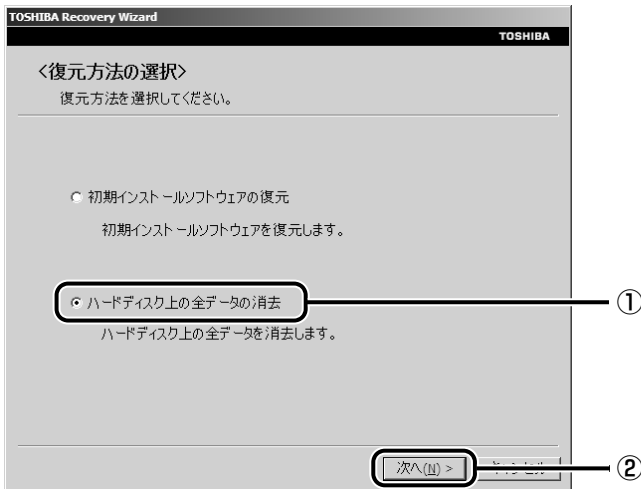 TOSHIBA Recovery Wizard
TOSHIBA
<復元方法の選択>
復元方法を選択してください。
初期インストールソフトウェアの復元
初期インストールソフトウェアを復元します。
ハードディスク上の全データの消去
①
ハードディスク上の全データを消去します。
次へ(N) >
②